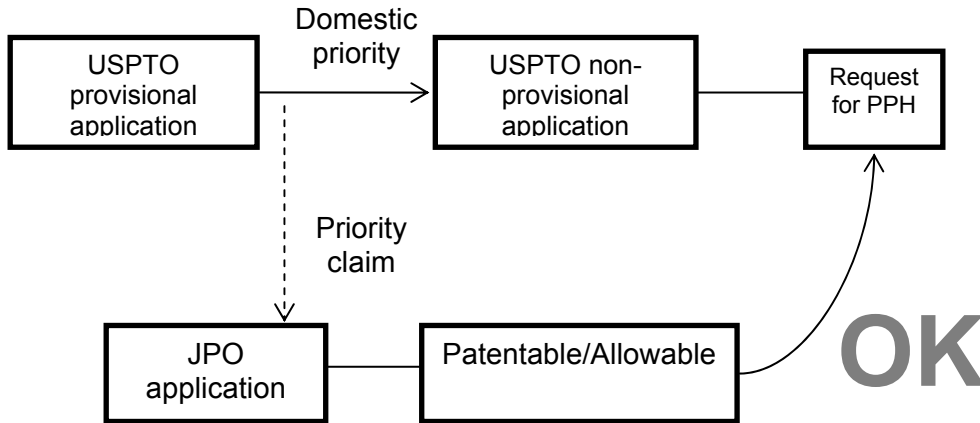 Domestic
priority
USPTO
provisional
application
USPTO non-
provisional
application
Request
for PPH
Priority
claim
JPO
application
Patentable/Allowable
OK